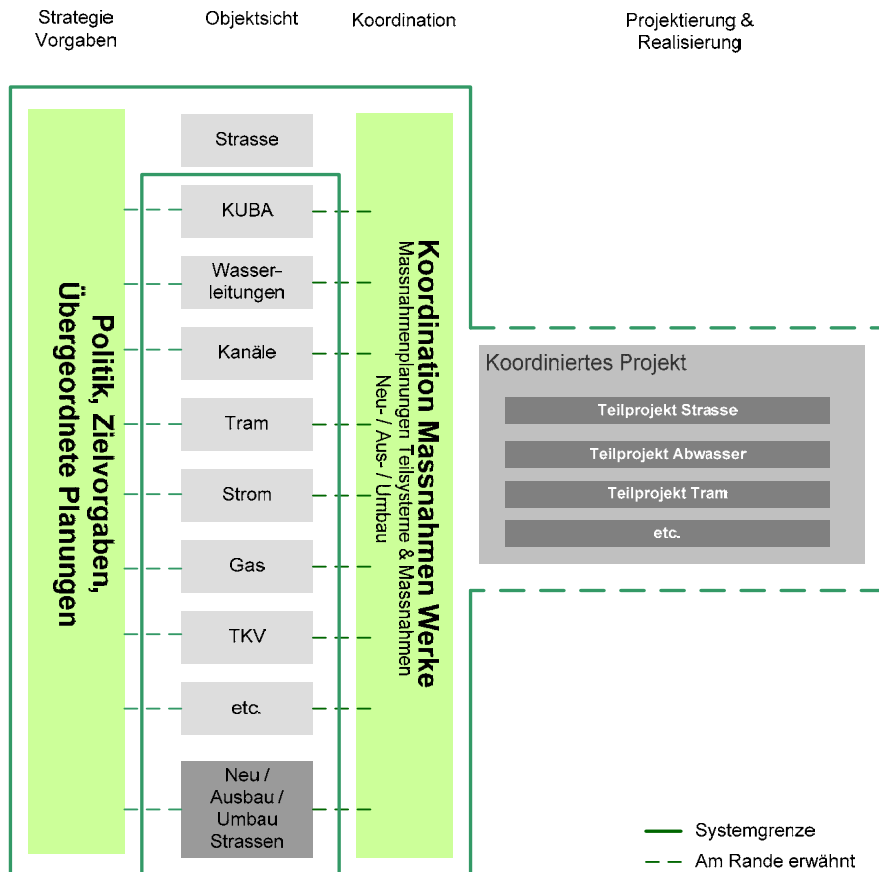 Strategie
Vorgaben
Objektsicht
Koordination
Projektierung &
Realisierung
Politik, Zielvorgaben,
Übergeordnete Planungen
Strasse
KUBA
Wasser-
leitungen
Kanäle
Tram
Strom
Gas
TKV
etc.
Neu /
Ausbau /
Umbau
Strassen
Koordination Massnahmen Werke
Massnahmenplanungen Teilsysteme & Massnahmen
Neu- / Aus- / Umbau
Koordiniertes Projekt
Teilprojekt Strasse
Teilprojekt Abwasser
Teilprojekt Tram
etc.
Systemgrenze
Am Rande erwähnt